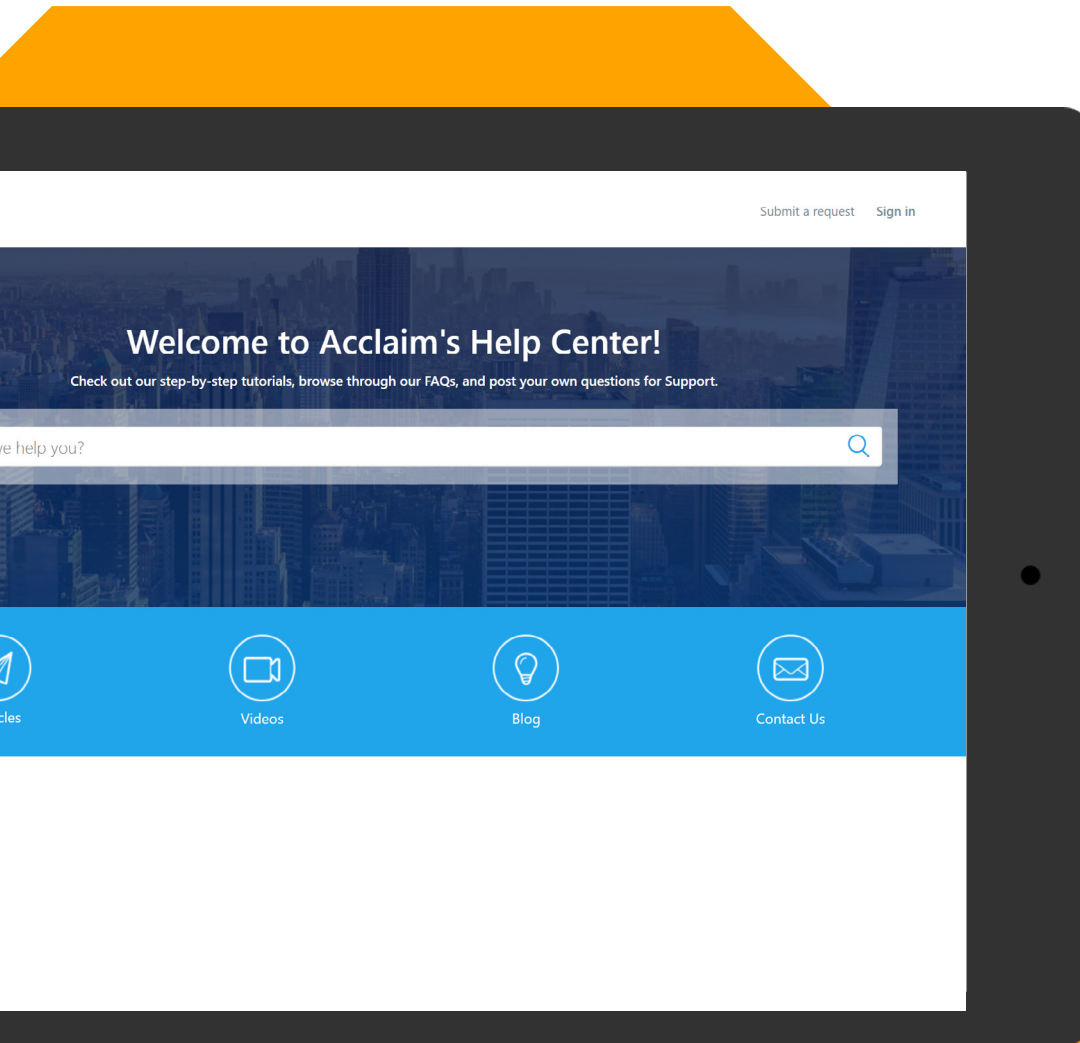 Submit a request Sign in
Welcome to Acclaim's Help Center!
Check out our step-by-step tutorials, browse through our FAQs, and post your own questions for Support.
help you?
Videos Blog Contact Us